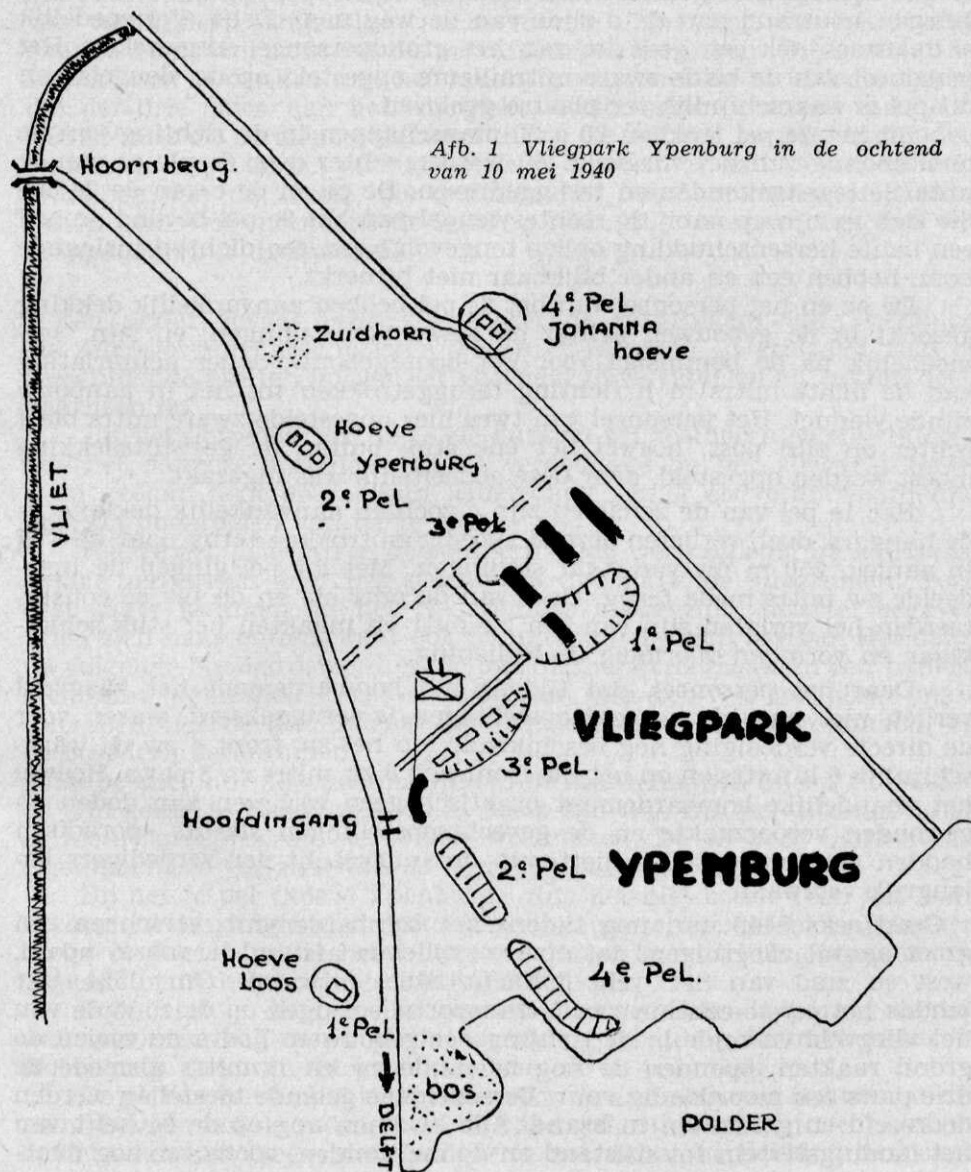 Afb. 1 Vliegpark Ypenburg in de ochtend
van 10 mei 1940
Hoornbrug.
4e Pel
JOHANNA
hoeve
Zuidhorn
Hoeve
Ypenburg
2e Pel
VLIET
3e Pel
1e Pel
VLIEGPARK
3e Pel
Hoofdingang
2e Pel
YPEMBURG
Hoeve
Loos
4e Pel
1e Pel
bos.
DELFT
POLDER